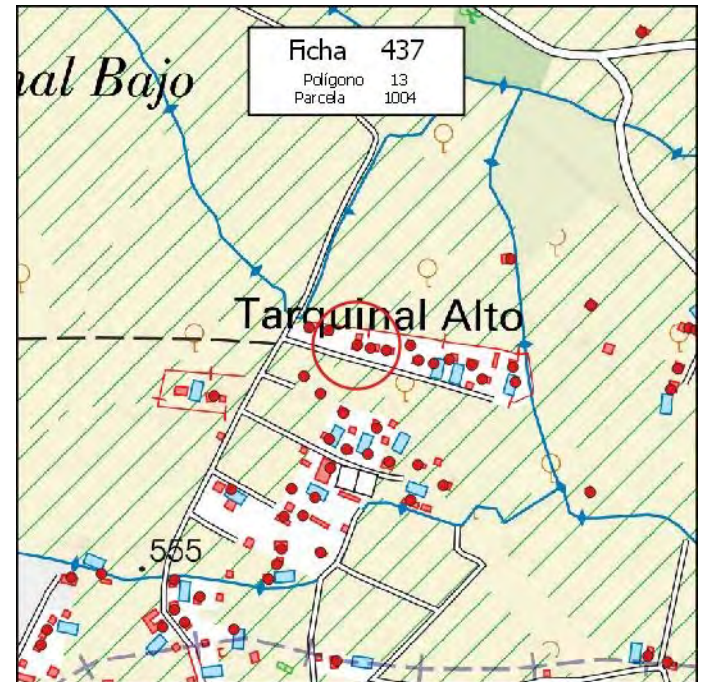 Ficha 437
Polígono 13
Parcela 1004
nal Bajo
Tarquinal Alto
.555